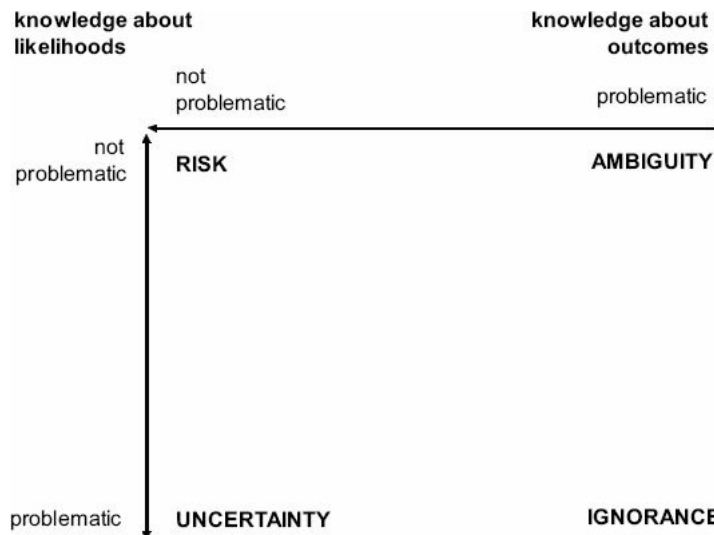 knowledge about
likelihoods
knowledge about
outcomes
not
problematic
problematic
not
problematic
RISK
AMBIGUITY
problematic
UNCERTAINTY
IGNORANCE